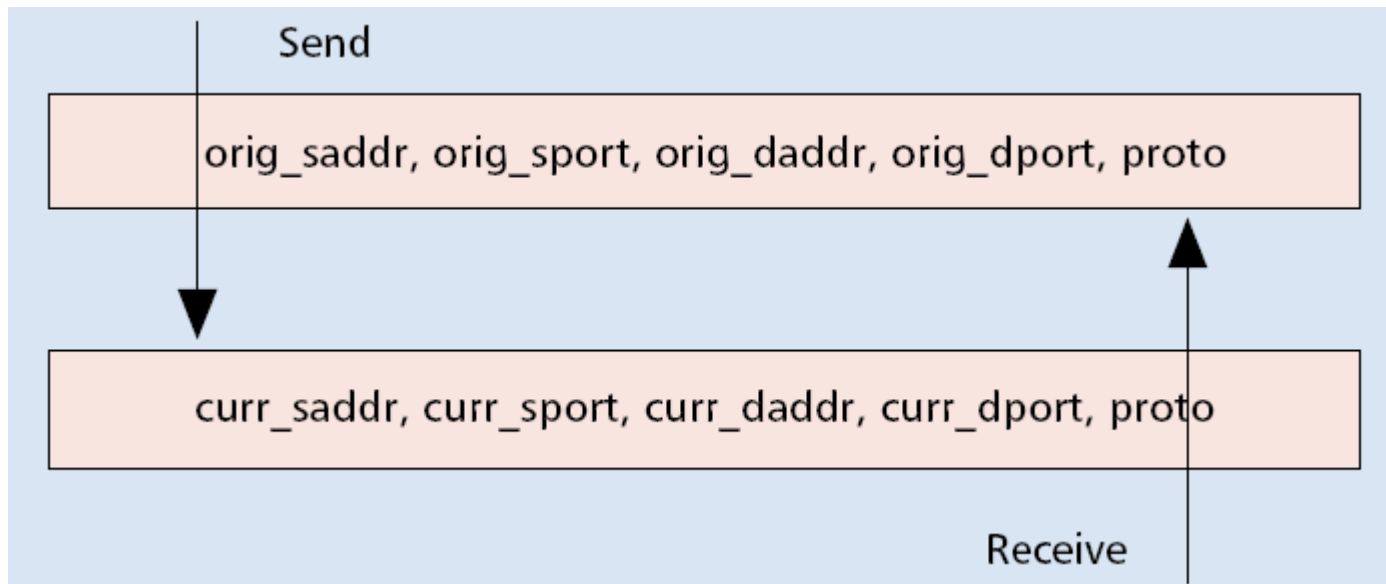 Send
orig_saddr, orig_sport, orig_daddr, orig_dport, proto
curr_saddr, curr_sport, curr_daddr, curr_dport, proto
Receive